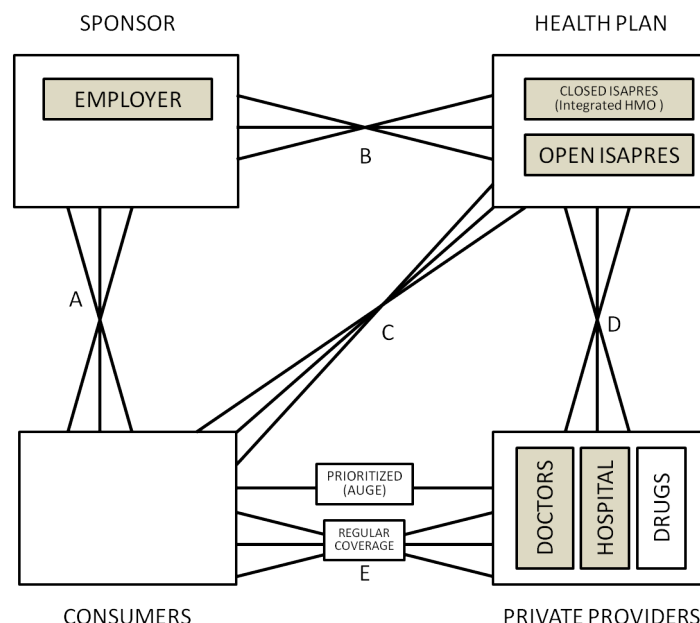 SPONSOR
HEALTH PLAN
EMPLOYER
CLOSED ISAPRES
(Integrated HMO )
OPEN ISAPRES
B
A
C
D
PRIORITIZED
(AUGE)
REGULAR
COVERAGE
E
DOCTORS
HOSPITAL
DRUGS
CONSUMERS
PRIVATE PROVIDERS